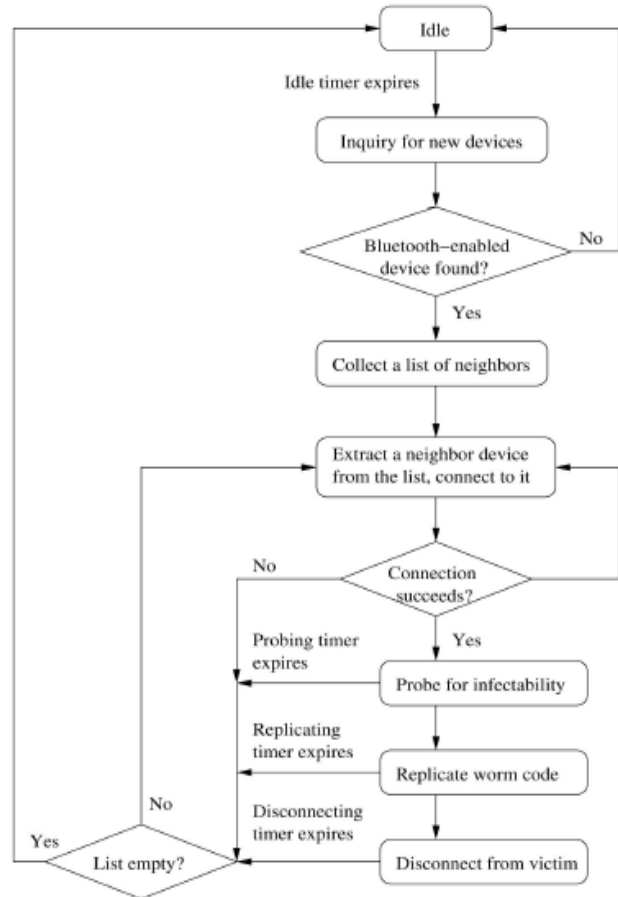 Idle
Idle timer expires
Inquiry for new devices
Bluetooth-enabled
device found?
No
Yes
Collect a list of neighbors
Extract a neighbor device
from the list, connect to it
No
Connection
succeeds?
Yes
Probing timer
expires
Probe for infectability
Replicating
timer expires
Replicate worm code
No
Disconnecting
timer expires
Yes
List empty?
Disconnect from victim